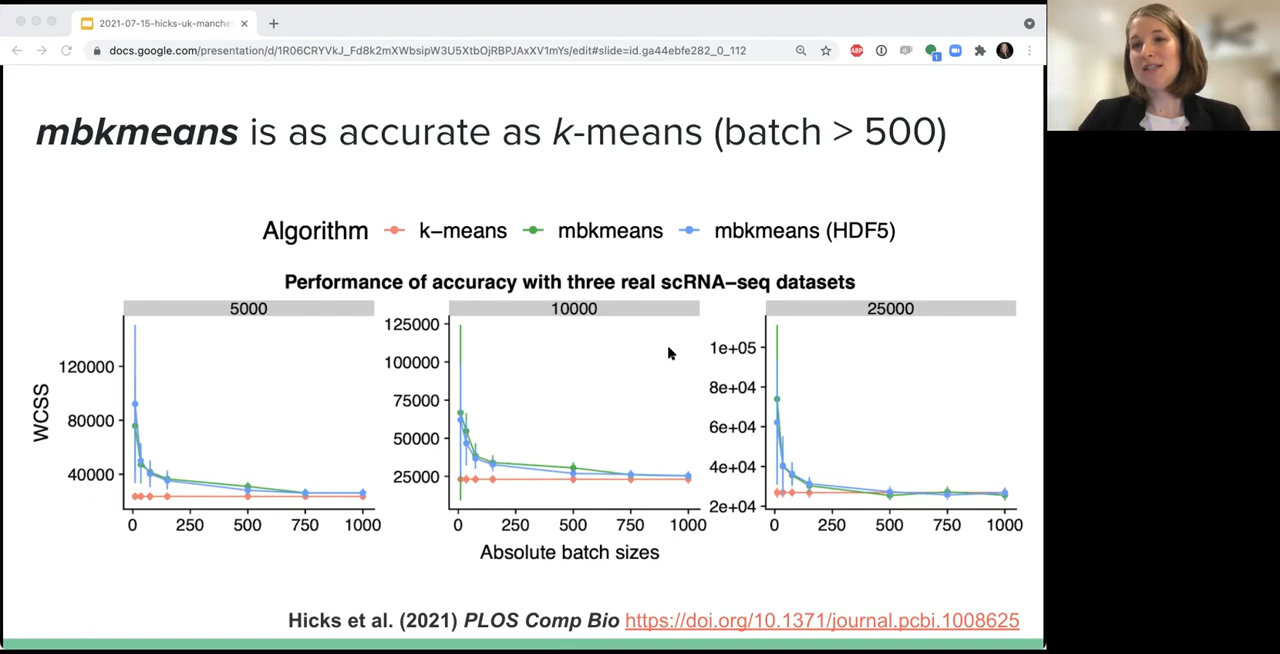 2021-07-15-hicks-uk-manche
docs.google.com/presentation/d/1R06CRYVkJ_Fd8k2mXWbsipW3U5XtbOjRBPJAxXV1mYs/edit#slide=id.ga44ebfe282_0_112
ABP
1
mbkmeans is as accurate as k-means (batch > 500)
Algorithm k−means mbkmeans mbkmeans (HDF5)
Performance of accuracy with three real scRNA−seq datasets
5000 10000 25000
WCSS
120000
80000
40000
0 250 500 750 1000
125000
100000
75000
50000
25000
0 250 500 750 1000
1e+05
8e+04
6e+04
4e+04
2e+04
0 250 500 750 1000
Absolute batch sizes
Hicks et al. (2021) PLOS Comp Bio https://doi.org/10.1371/journal.pcbi.1008625